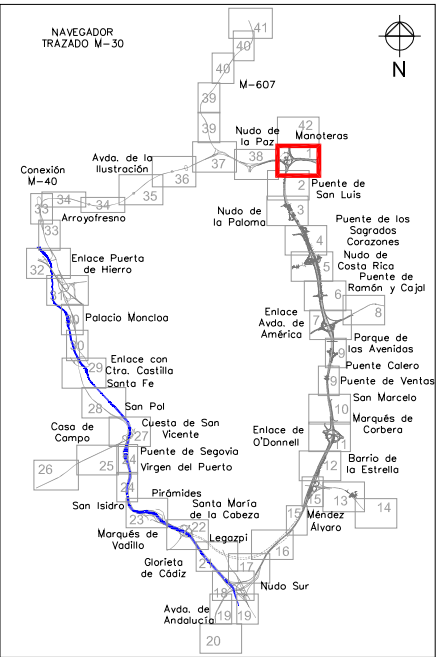 NAVEGADOR
TRAZADO M-30
41
40
40
N
M-607
39
39
42
Nudo de
la Paz
Manoteras
1
38
37
Avda. de la
Ilustración
36
35
2
Puente de
San Luis
Conexión
M-40
34
34
33
Arroyofresno
33
3
Nudo de
la Paloma
Puente de los
Sagrados
Corazones
4
Nudo de
Costa Rica
5
Enlace Puerta
de Hierro
32
Puente de
Ramón y Cajal
6
Enlace
Avda. de
América
7
8
Palacio Moncloa
Parque de
las Avenidas
9
Enlace con
Ctra. Castilla
29
Santa Fe
Puente Calero
9
Puente de Ventas
San Marcelo
28
San Pol
10
Marqués de
Corbera
Casa de
Campo
Cuesta de San
Vicente
27
Enlace de
O'Donnell
11
26
25
Puente de Segovia
24
Virgen del Puerto
Barrio de
la Estrella
12
24
Pirámides
15
13
14
San Isidro
23
Santa María
de la Cabeza
22
15
Méndez
Álvaro
Marqués de
Vadillo
Legazpi
16
Glorieta
de Cádiz
21
17
18
Nudo Sur
Avda. de
Andalucía
19
19
20